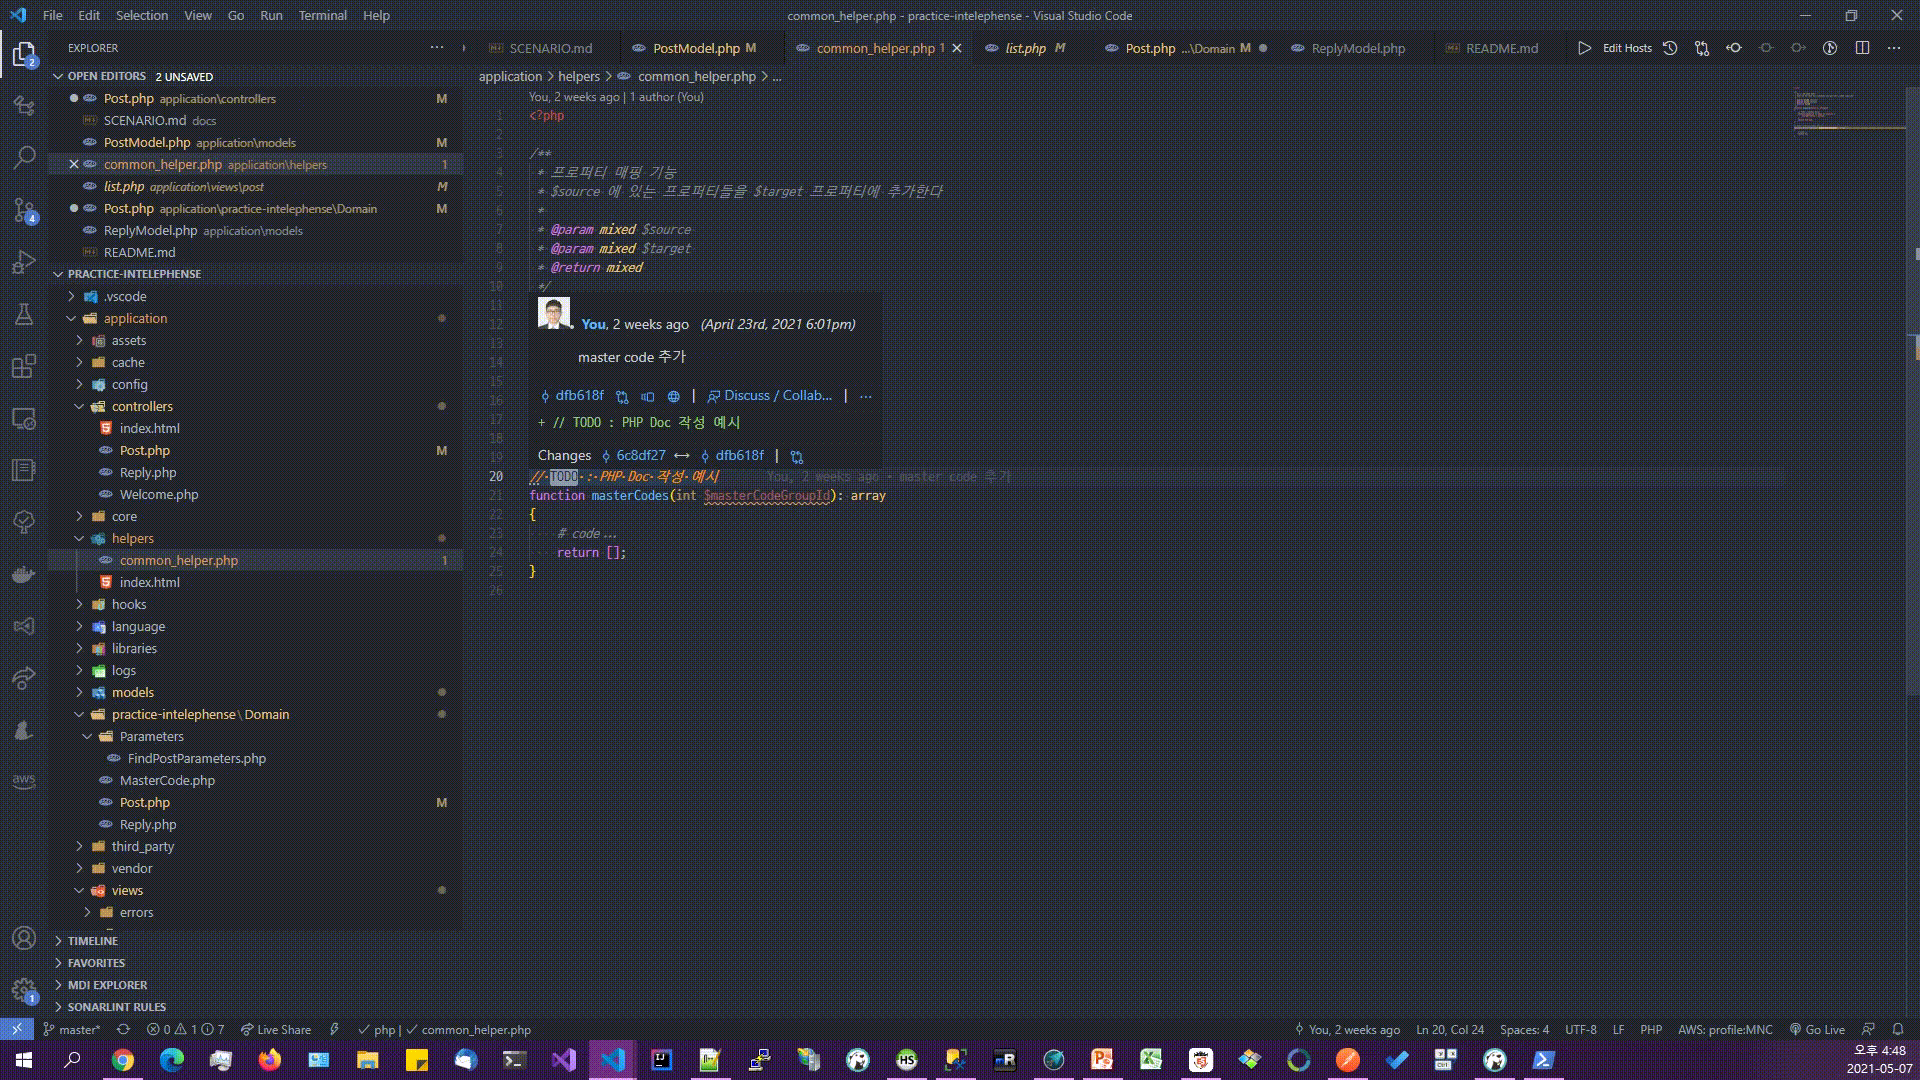 File Edit Selection View Go Run Terminal Help
common_helper.php - practice-intelephense - Visual Studio Code
EXPLORER
OPEN EDITORS 2 UNSAVED
Post.php application\controllers M
SCENARIO.md docs
PostModel.php application\models M
common_helper.php application\helpers 1
list.php application\views\post M
Post.php application\practice-intelephense\Domain M
ReplyModel.php application\models
README.md
PRACTICE-INTELEPHENSE
.vscode
application
assets
cache
config
controllers
index.html
Post.php M
Reply.php
Welcome.php
core
helpers
common_helper.php 1
index.html
hooks
language
libraries
logs
models
practice-intelephense\Domain
Parameters
FindPostParameters.php
MasterCode.php
Post.php M
Reply.php
third_party
vendor
views
errors
TIMELINE
FAVORITES
MDI EXPLORER
SONARLINT RULES
2
4
aws
1
SCENARIO.md PostModel.php M common_helper.php 1 list.php M Post.php ...\Domain M ReplyModel.php README.md Edit Hosts
application > helpers > common_helper.php > ...
You, 2 weeks ago | 1 author (You)
1 <?php
2
3 /**
4 * 프로퍼티 매핑 기능
5 * $source 에 있는 프로퍼티들을 $target 프로퍼티에 추가한다
6 *
7 * @param mixed $source
8 * @param mixed $target
9 * @return mixed
10 */
11
12
13
14
15
16
17
18
19
You, 2 weeks ago (April 23rd, 2021 6:01pm)
master code 추가
dfb618f | Discuss / Collab... | ...
+ // TODO : PHP Doc 작성 예시
Changes 6c8df27 ↔ dfb618f |
20 // TODO : PHP Doc 작성 예시 You, 2 weeks ago • master code 추가
21 function masterCodes(int $masterCodeGroupId): array
22 {
23 # code...
24 return [];
25 }
26
master* 0 1 7 Live Share php | common_helper.php
You, 2 weeks ago Ln 20, Col 24 Spaces: 4 UTF-8 LF PHP AWS: profile:MNC Go Live
오후 4:48
2021-05-07